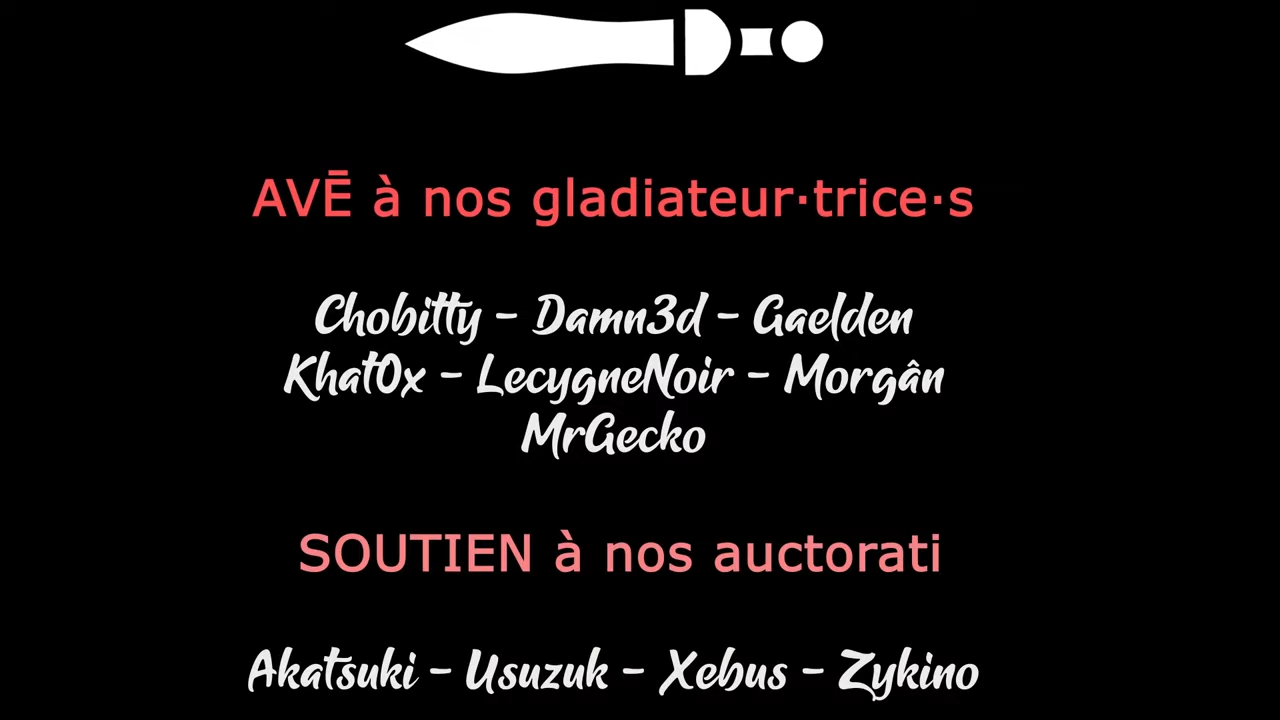 AVĒ à nos gladiateur·trice·s
Chobitty - Damn3d - Gaelden
Khat0x - LecygneNoir - Morgân
MrGecko
SOUTIEN à nos auctorati
Akatsuki - Usuzuk - Xebus - Zykino